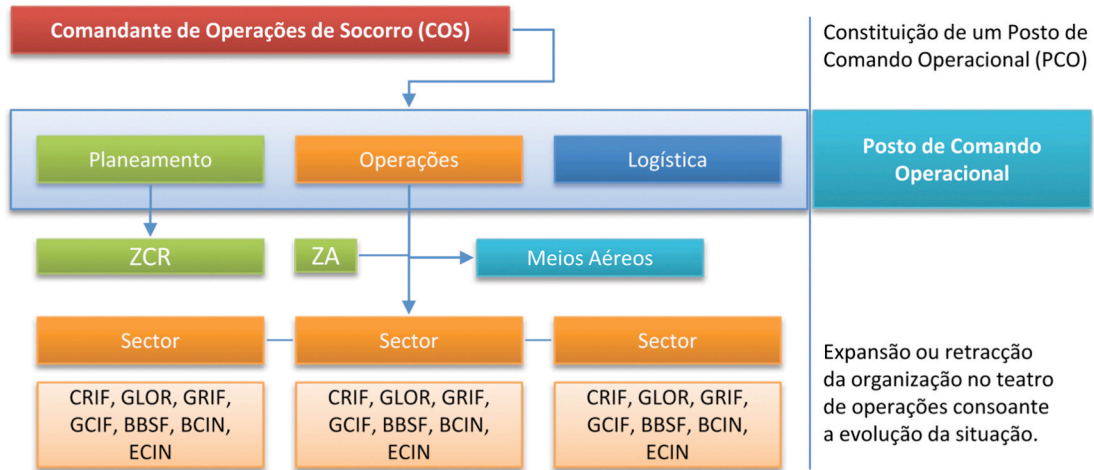 Comandante de Operações de Socorro (COS)
Constituição de um Posto de
Comando Operacional (PCO)
Planeamento
Operações
Logística
Posto de Comando
Operacional
ZCR
ZA
Meios Aéreos
Sector
Sector
Sector
CRIF, GLOR, GRIF,
GCIF, BBSF, BCIN,
ECIN
CRIF, GLOR, GRIF,
GCIF, BBSF, BCIN,
ECIN
CRIF, GLOR, GRIF,
GCIF, BBSF, BCIN,
ECIN
Expansão ou retracção
da organização no teatro
de operações consoante
a evolução da situação.